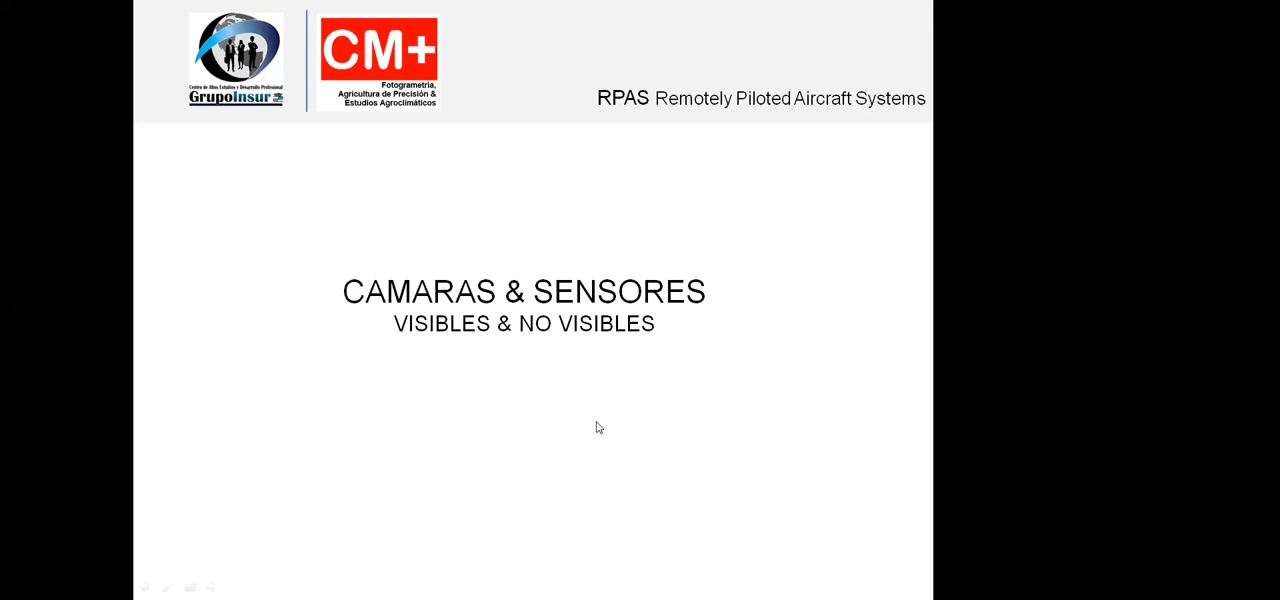 Centro de Altos Estudios y Desarrollo Profesional
GrupoInsur
CM+
Fotogrametria,
Agricultura de Precisión &
Estudios Agroclimáticos
RPAS Remotely Piloted Aircraft Systems
CAMARAS & SENSORES
VISIBLES & NO VISIBLES